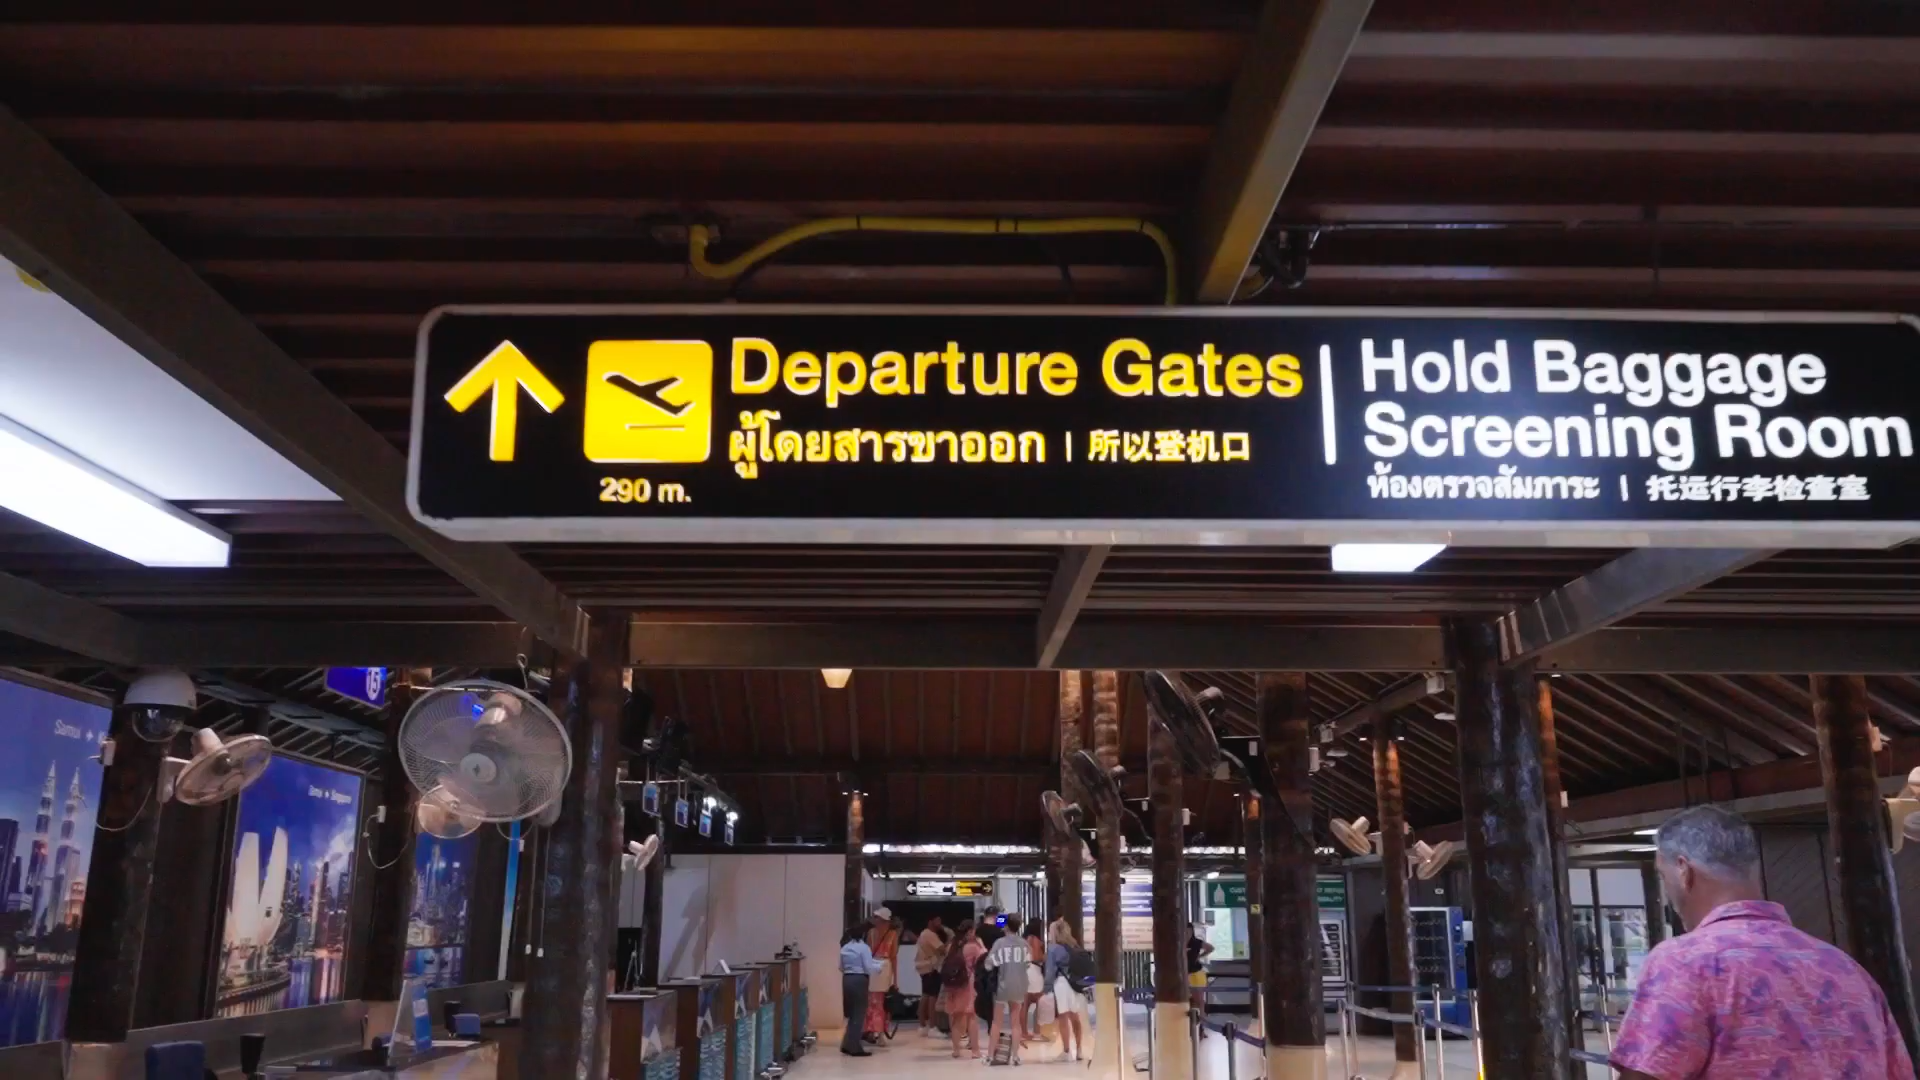 Departure Gates
ผู้โดยสารขาออก | 所以登机口
290 m.
Hold Baggage
Screening Room
ห้องตรวจสัมภาระ | 托运行李检查室
15
Samui